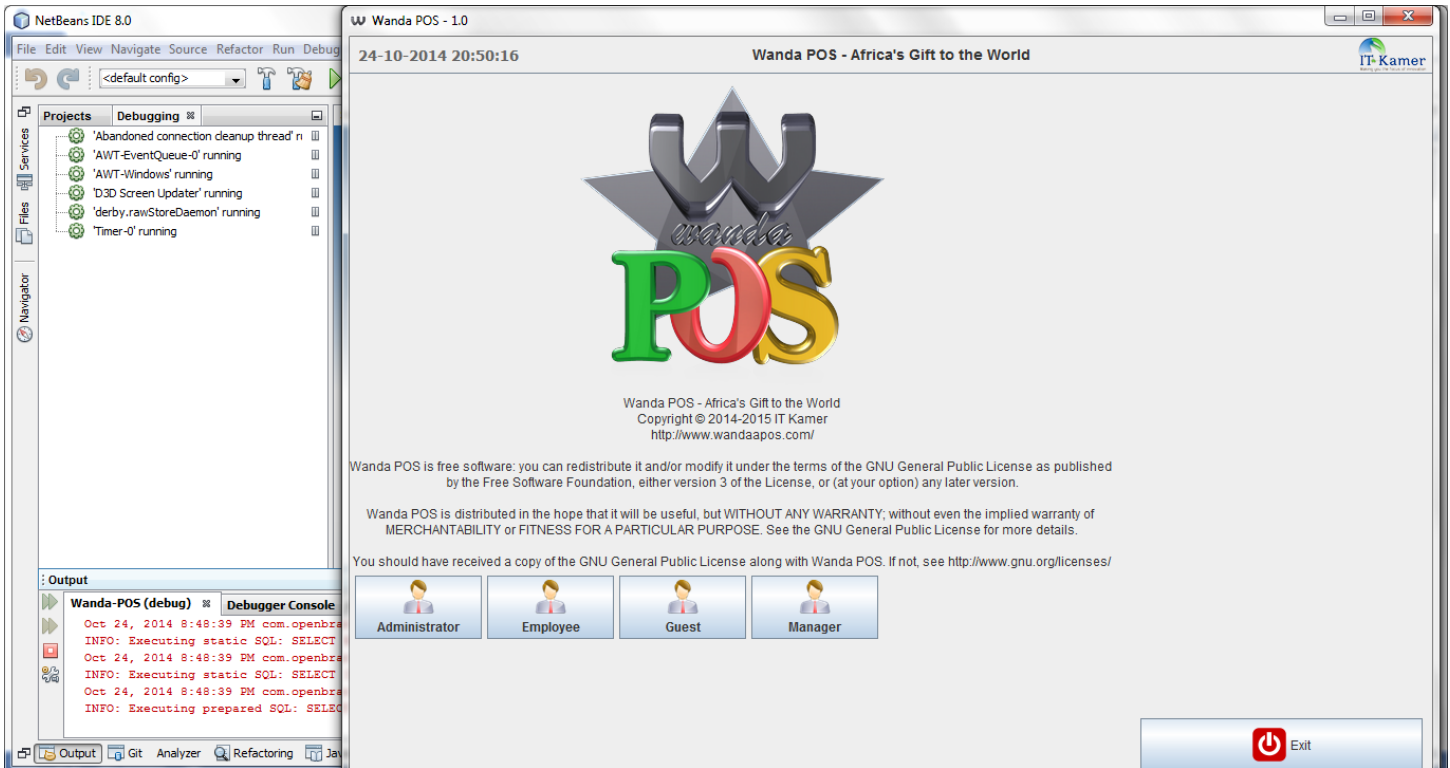 NetBeans IDE 8.0
File Edit View Navigate Source Refactor Run Debug
<default config>
Services
Files
Navigator
Projects Debugging
'Abandoned connection cleanup thread' ru
'AWT-EventQueue-0' running
'AWT-Windows' running
'D3D Screen Updater' running
'derby.rawStoreDaemon' running
'Timer-0' running
Output
Wanda-POS (debug) Debugger Console
Oct 24, 2014 8:48:39 PM com.openbra
INFO: Executing static SQL: SELECT
Oct 24, 2014 8:48:39 PM com.openbra
INFO: Executing static SQL: SELECT
Oct 24, 2014 8:48:39 PM com.openbra
INFO: Executing prepared SQL: SELEC
Output Git Analyzer Refactoring Jav
Wanda POS - 1.0
24-10-2014 20:50:16
Wanda POS - Africa's Gift to the World
IT Kamer
W
wanda
POS
Wanda POS - Africa's Gift to the World
Copyright © 2014-2015 IT Kamer
http://www.wandaapos.com/
Wanda POS is free software: you can redistribute it and/or modify it under the terms of the GNU General Public License as published
by the Free Software Foundation, either version 3 of the License, or (at your option) any later version.
Wanda POS is distributed in the hope that it will be useful, but WITHOUT ANY WARRANTY; without even the implied warranty of
MERCHANTABILITY or FITNESS FOR A PARTICULAR PURPOSE. See the GNU General Public License for more details.
You should have received a copy of the GNU General Public License along with Wanda POS. If not, see http://www.gnu.org/licenses/
Administrator
Employee
Guest
Manager
Exit